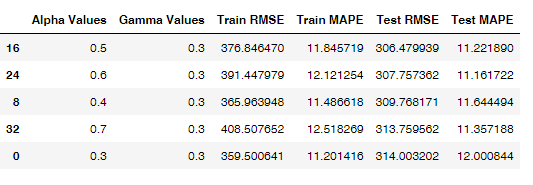 Alpha Values Gamma Values Train RMSE Train MAPE Test RMSE Test MAPE
16 0.5 0.3 376.846470 11.845719 306.479939 11.221890
24 0.6 0.3 391.447979 12.121254 307.757362 11.161722
8 0.4 0.3 365.963948 11.486618 309.768171 11.644494
32 0.7 0.3 408.507652 12.518269 313.759562 11.357188
0 0.3 0.3 359.500641 11.201416 314.003202 12.000844